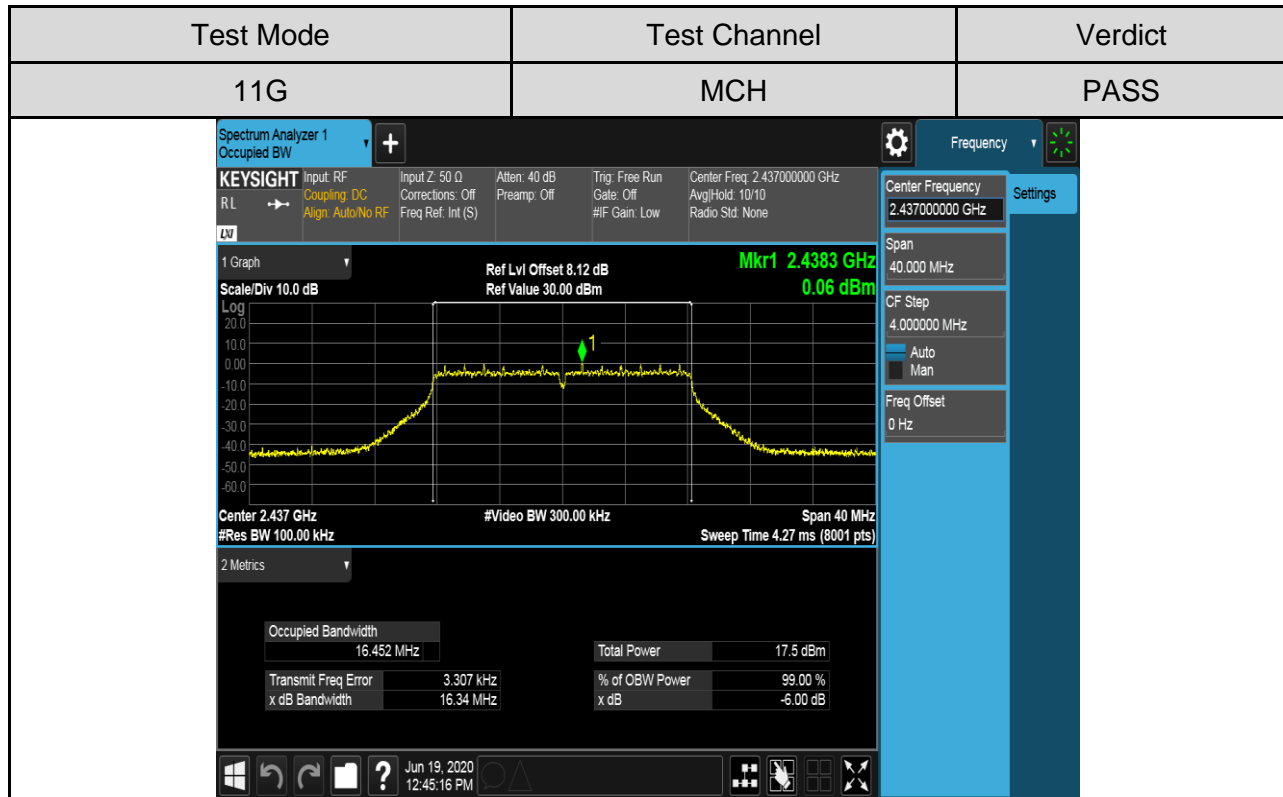 Test Mode Test Channel Verdict
11G MCH PASS
Spectrum Analyzer 1
Occupied BW
+
Frequency
KEYSIGHT
RL
LXI
Input: RF
Coupling: DC
Align: Auto/No RF
Input Z: 50 Ω
Corrections: Off
Freq Ref: Int (S)
Atten: 40 dB
Preamp: Off
Trig: Free Run
Gate: Off
#IF Gain: Low
Center Freq: 2.437000000 GHz
Avg|Hold: 10/10
Radio Std: None
Center Frequency
2.437000000 GHz
Settings
Span
40.000 MHz
CF Step
4.000000 MHz
Auto
Man
Freq Offset
0 Hz
1 Graph
Scale/Div 10.0 dB
Ref Lvl Offset 8.12 dB
Ref Value 30.00 dBm
Mkr1 2.4383 GHz
0.06 dBm
Log
20.0
10.0
0.00
-10.0
-20.0
-30.0
-40.0
-50.0
-60.0
1
Center 2.437 GHz
#Res BW 100.00 kHz
#Video BW 300.00 kHz
Span 40 MHz
Sweep Time 4.27 ms (8001 pts)
2 Metrics
Occupied Bandwidth
16.452 MHz
Total Power 17.5 dBm
Transmit Freq Error 3.307 kHz
% of OBW Power 99.00 %
x dB Bandwidth 16.34 MHz
x dB -6.00 dB
?
Jun 19, 2020
12:45:16 PM